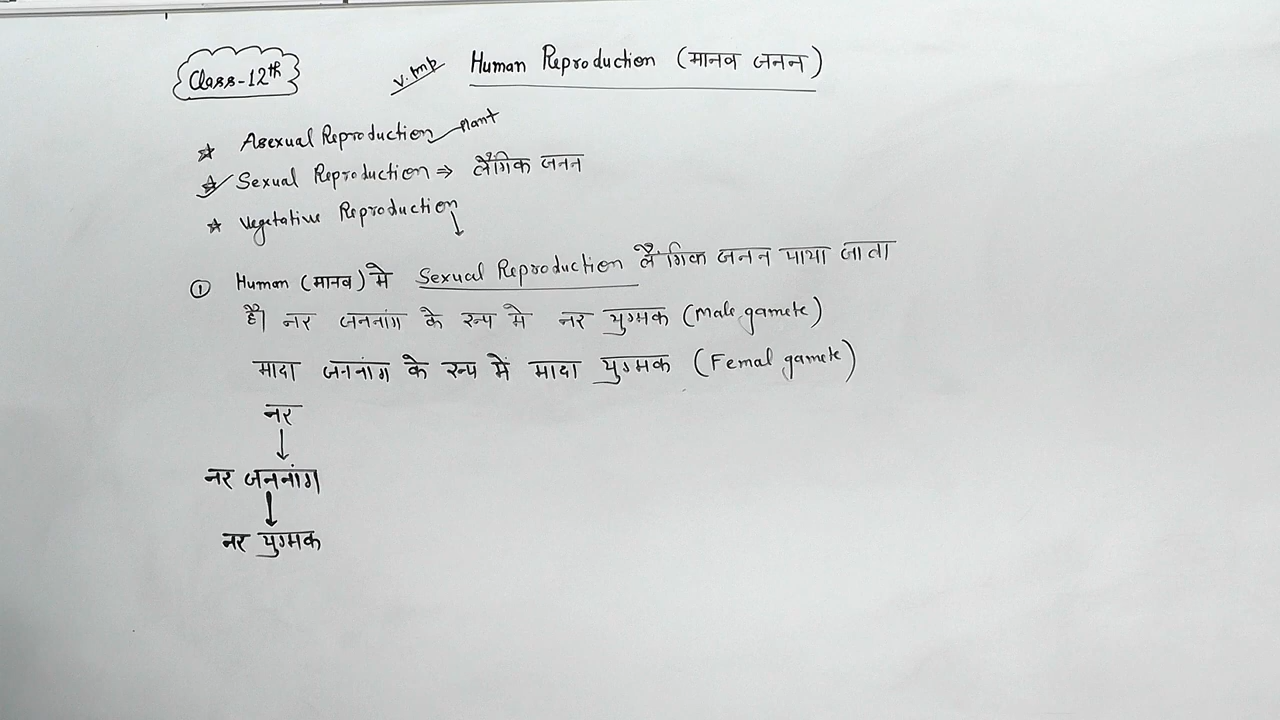 Class-12th
V. Imp Human Reproduction (मानव जनन)
☆ Asexual Reproduction Plant
☆ Sexual Reproduction ⇒ लैंगिक जनन
☆ Vegetative Reproduction ↓
① Human (मानव) मे Sexual Reproduction लैंगिक जनन पाया जाता
है। नर जननांग के रूप मे नर युग्मक (Male gamete)
मादा जननांग के रूप में मादा युग्मक (Femal gamete)
नर
↓
नर जननांग
↓
नर युग्मक